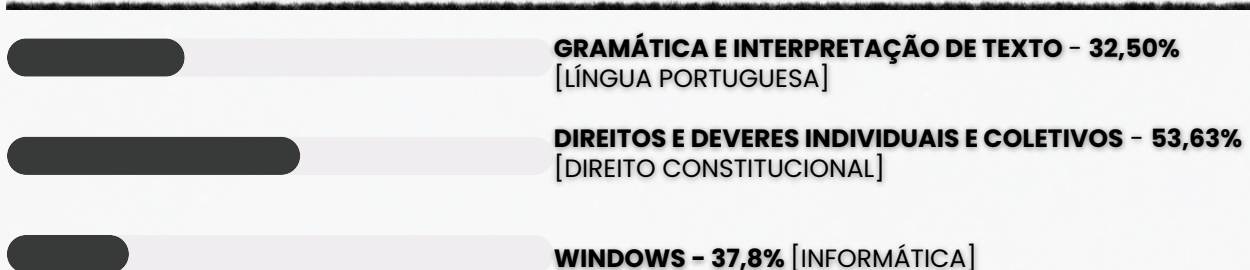 GRAMÁTICA E INTERPRETAÇÃO DE TEXTO - 32,50%
[LÍNGUA PORTUGUESA]
DIREITOS E DEVERES INDIVIDUAIS E COLETIVOS - 53,63%
[DIREITO CONSTITUCIONAL]
WINDOWS - 37,8% [INFORMÁTICA]